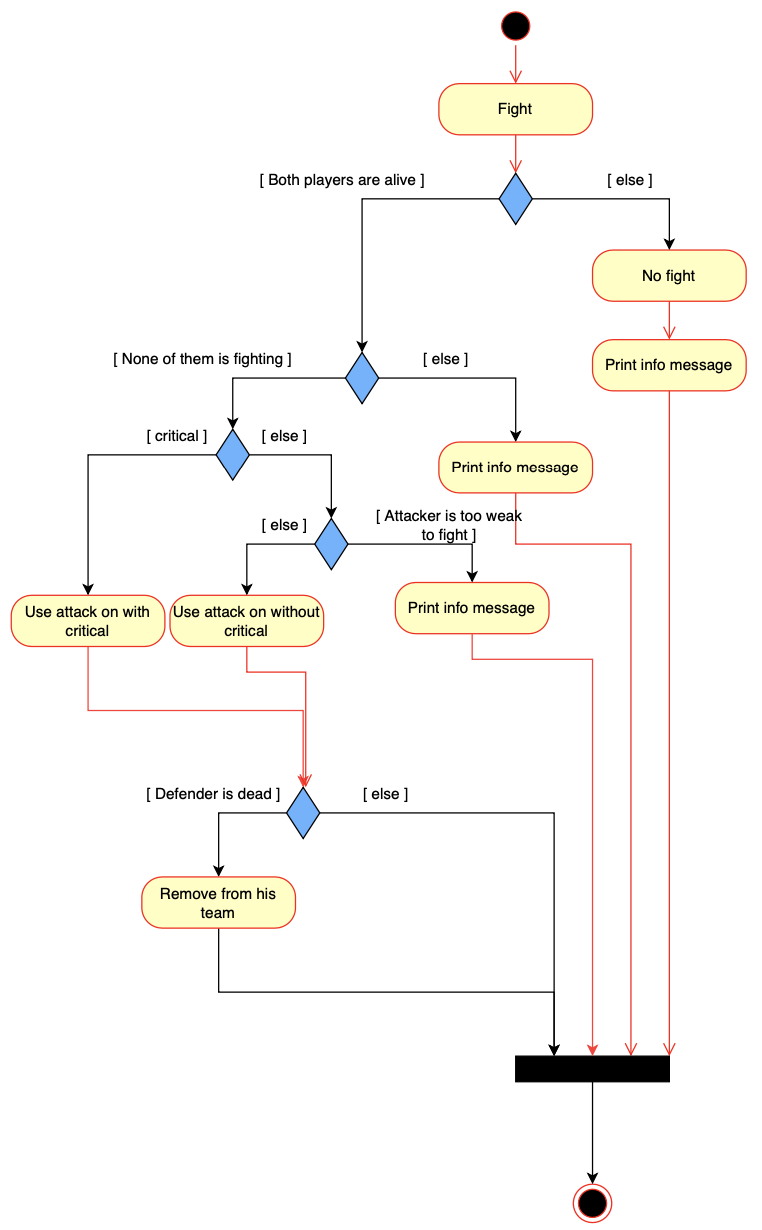 Fight
[ Both players are alive ]
[ else ]
No fight
[ None of them is fighting ]
[ else ]
Print info message
[ critical ]
[ else ]
Print info message
[ else ]
[ Attacker is too weak
to fight ]
Use attack on with
critical
Use attack on without
critical
Print info message
[ Defender is dead ]
[ else ]
Remove from his
team